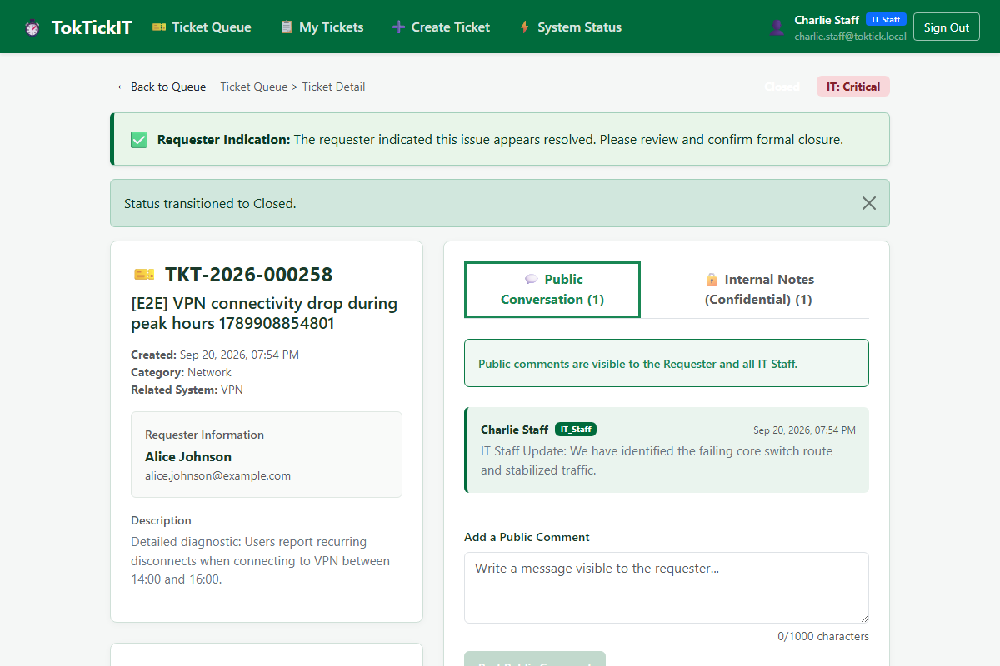 TokTickIT
Ticket Queue
My Tickets
Create Ticket
System Status
Charlie Staff IT Staff
charlie.staff@toktick.local
Sign Out
← Back to Queue
Ticket Queue > Ticket Detail
Closed
IT: Critical
Requester Indication: The requester indicated this issue appears resolved. Please review and confirm formal closure.
Status transitioned to Closed.
TKT-2026-000258
[E2E] VPN connectivity drop during
peak hours 1789908854801
Created: Sep 20, 2026, 07:54 PM
Category: Network
Related System: VPN
Requester Information
Alice Johnson
alice.johnson@example.com
Description
Detailed diagnostic: Users report recurring
disconnects when connecting to VPN between
14:00 and 16:00.
Public
Conversation (1)
Internal Notes
(Confidential) (1)
Public comments are visible to the Requester and all IT Staff.
Charlie Staff IT_Staff
Sep 20, 2026, 07:54 PM
IT Staff Update: We have identified the failing core switch route
and stabilized traffic.
Add a Public Comment
Write a message visible to the requester...
0/1000 characters
Post Public Comment